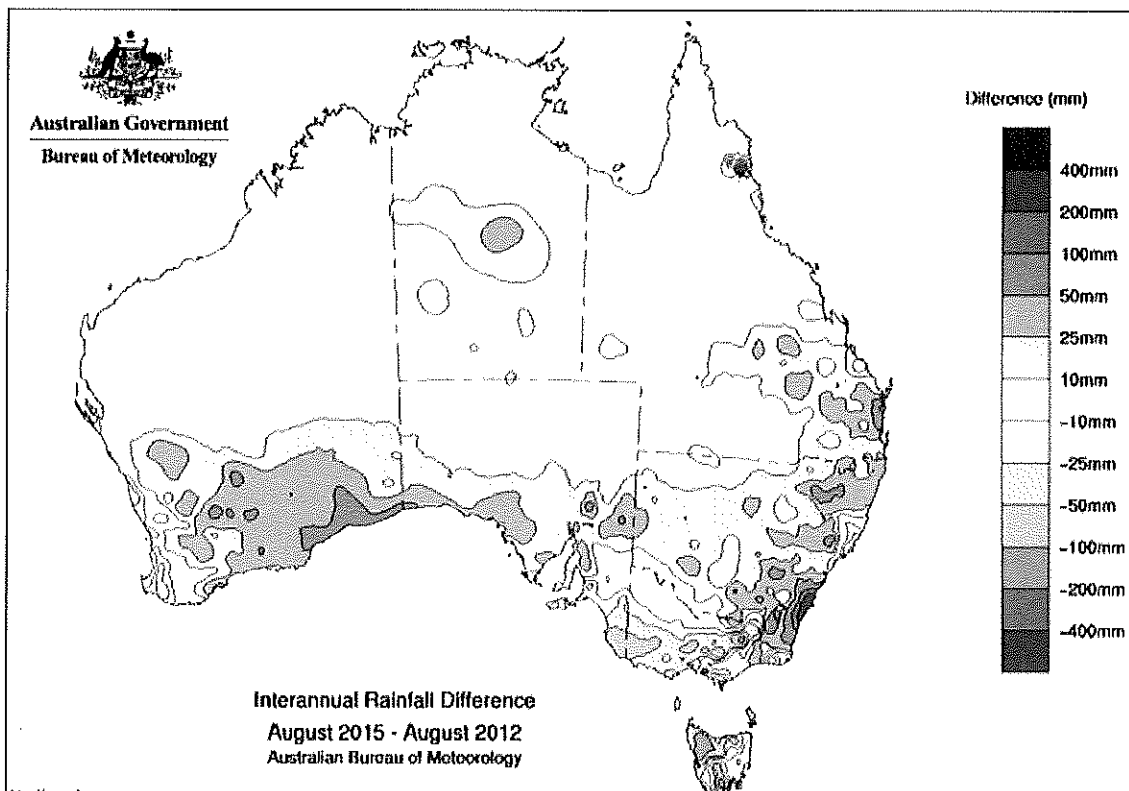 Australian Government
Bureau of Meteorology
Difference (mm)
400mm
200mm
100mm
50mm
25mm
10mm
-10mm
-25mm
-50mm
-100mm
-200mm
-400mm
Interannual Rainfall Difference
August 2015 - August 2012
Australian Bureau of Meteorology